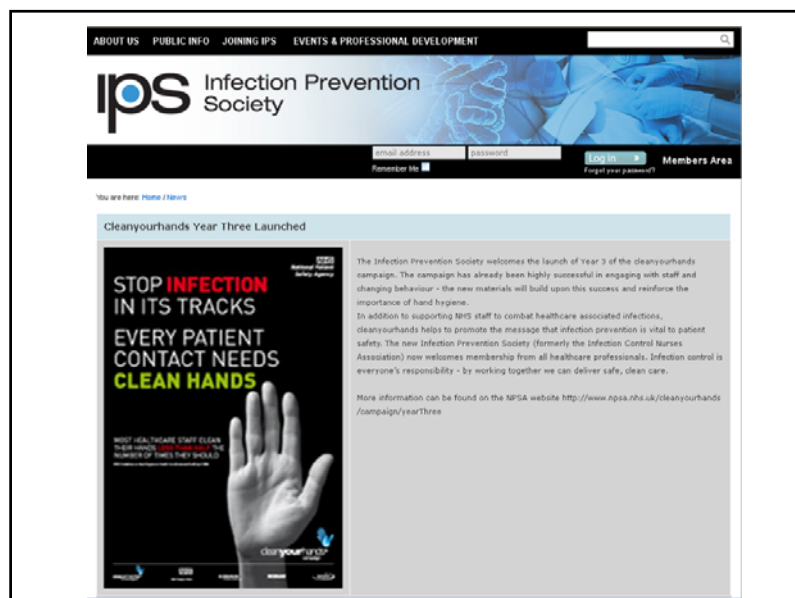 ABOUT US PUBLIC INFO JOINING IPS EVENTS & PROFESSIONAL DEVELOPMENT
IPS Infection Prevention
Society
email address password Log in » Members Area
Remember Me Forgot your password?
You are here: Home / News
Cleanyourhands Year Three Launched
NHS
National Patient
Safety Agency
STOP INFECTION
IN ITS TRACKS
EVERY PATIENT
CONTACT NEEDS
CLEAN HANDS
MOST HEALTHCARE STAFF CLEAN
THEIR HANDS LESS THAN HALF THE
NUMBER OF TIMES THEY SHOULD
cleanyourhands
campaign
The Infection Prevention Society welcomes the launch of Year 3 of the cleanyourhands
campaign. The campaign has already been highly successful in engaging with staff and
changing behaviour - the new materials will build upon this success and reinforce the
importance of hand hygiene.
In addition to supporting NHS staff to combat healthcare associated infections,
cleanyourhands helps to promote the message that infection prevention is vital to patient
safety. The new Infection Prevention Society (formerly the Infection Control Nurses
Association) now welcomes membership from all healthcare professionals. Infection control is
everyone's responsibility - by working together we can deliver safe, clean care.
More information can be found on the NPSA website http://www.npsa.nhs.uk/cleanyourhands
/campaign/yearThree